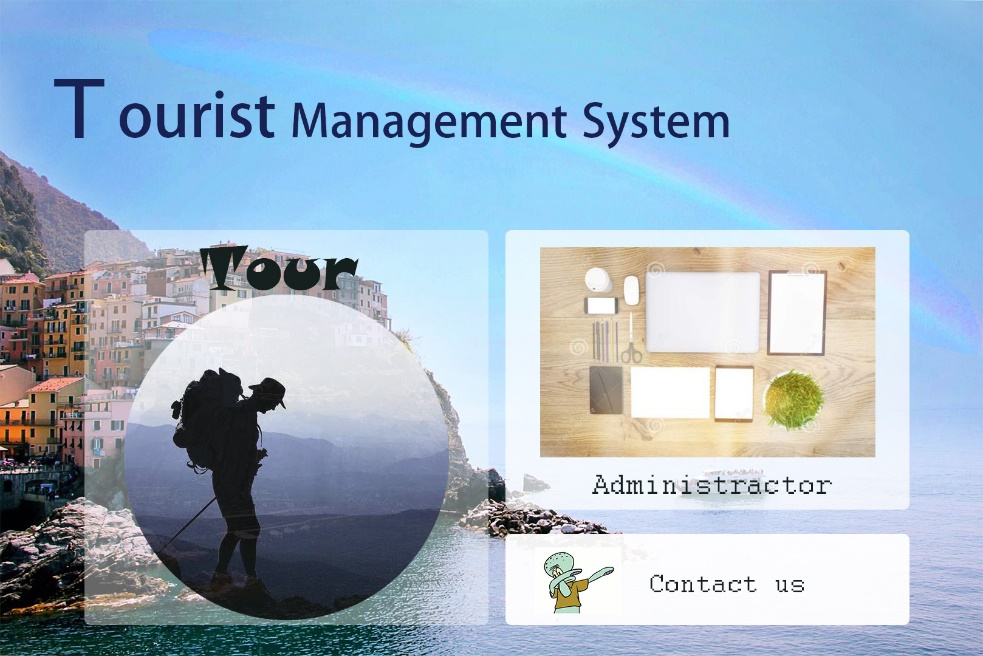 Tourist Management System
Tour
Administractor
Contact us